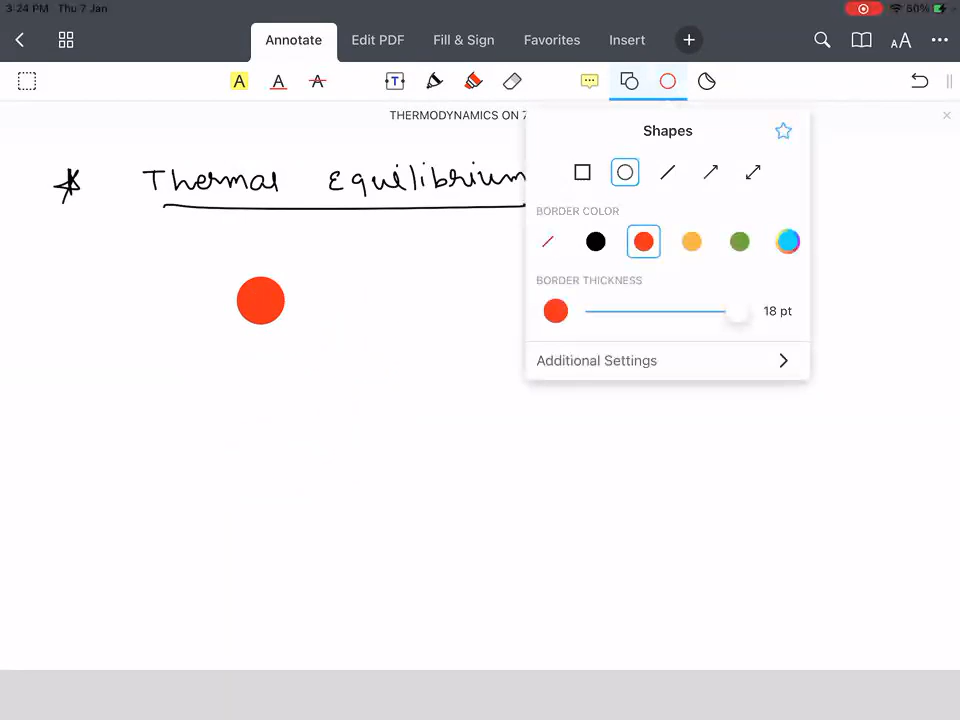 3:24 PM Thu 7 Jan 50%
Annotate Edit PDF Fill & Sign Favorites Insert
A A A T AA
THERMODYNAMICS ON 7
Shapes
Thermal Equilibrium
BORDER COLOR
BORDER THICKNESS
18 pt
Additional Settings